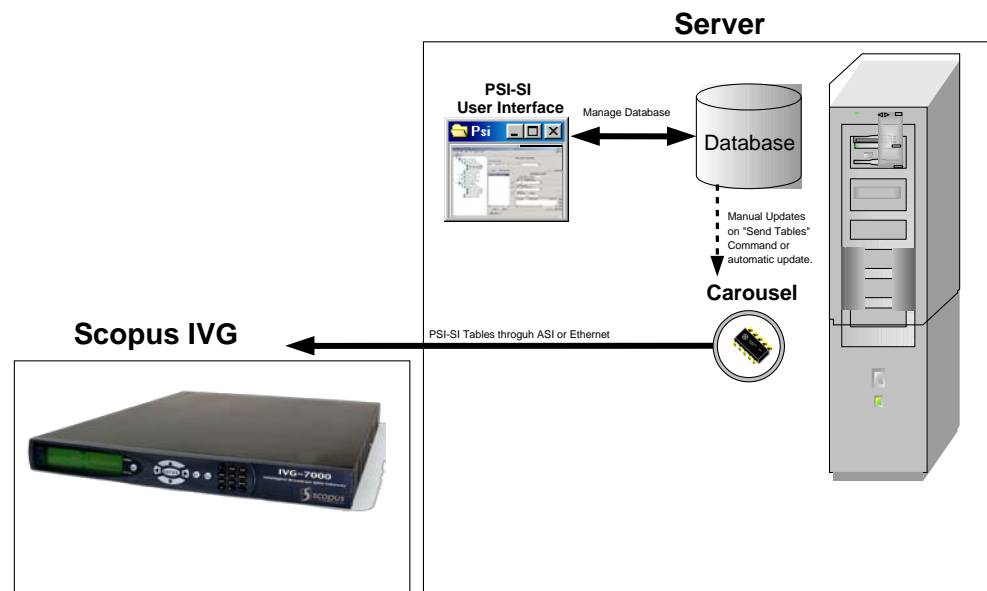 Server
PSI-SI
User Interface
Psi
Manage Database
Database
Manual Updates
on "Send Tables"
Command or
automatic update.
Carousel
PSI-SI Tables throguh ASI or Ethernet
Scopus IVG
IVG-7000
scopus